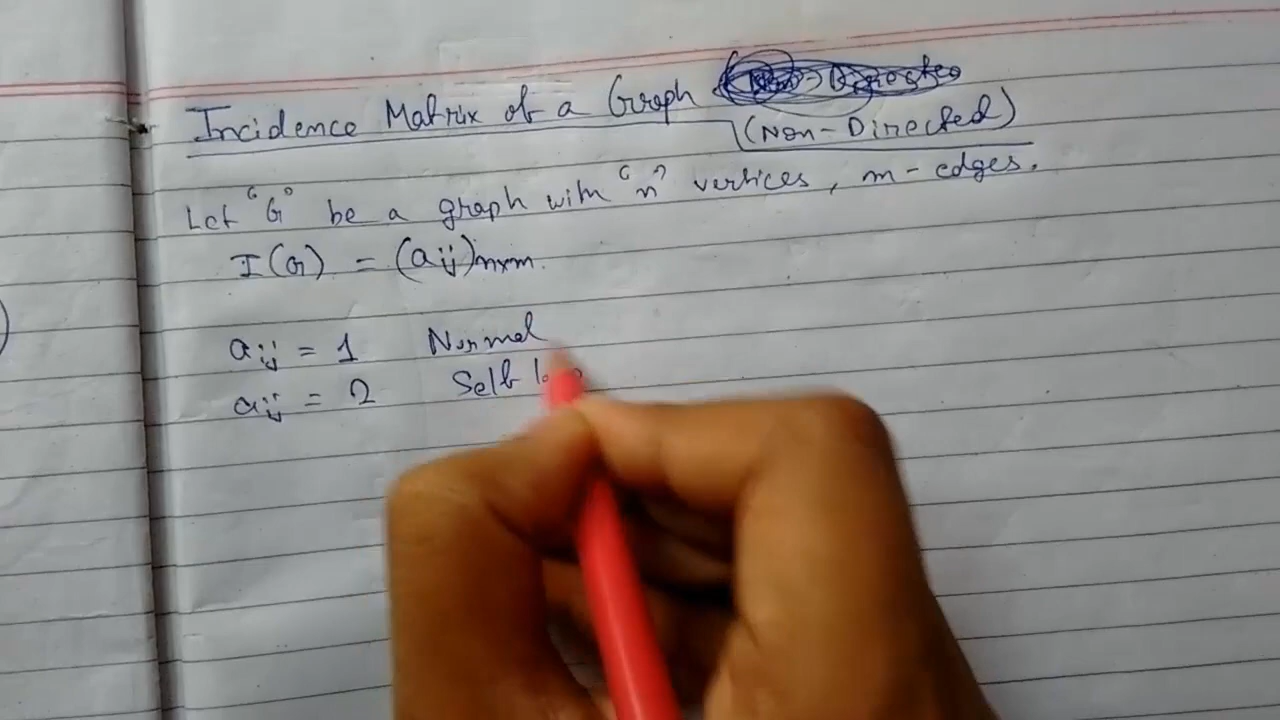 Incidence Matrix of a Graph
(Non-Directed)
Let "G" be a graph with "n" vertices, m-edges.
I(G) = (aij)nxm.
aij = 1 Normal
aij = 2 Self